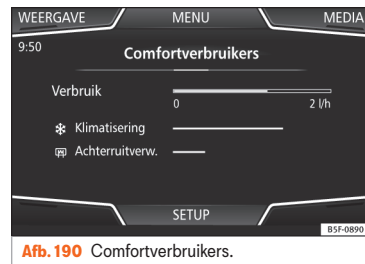 WEERGAVE MENU MEDIA
9:50 Comfortverbruikers
Verbruik
0 2 l/h
Klimatisering
Achterruitverw.
SETUP
B5F-0890
Afb. 190 Comfortverbruikers.